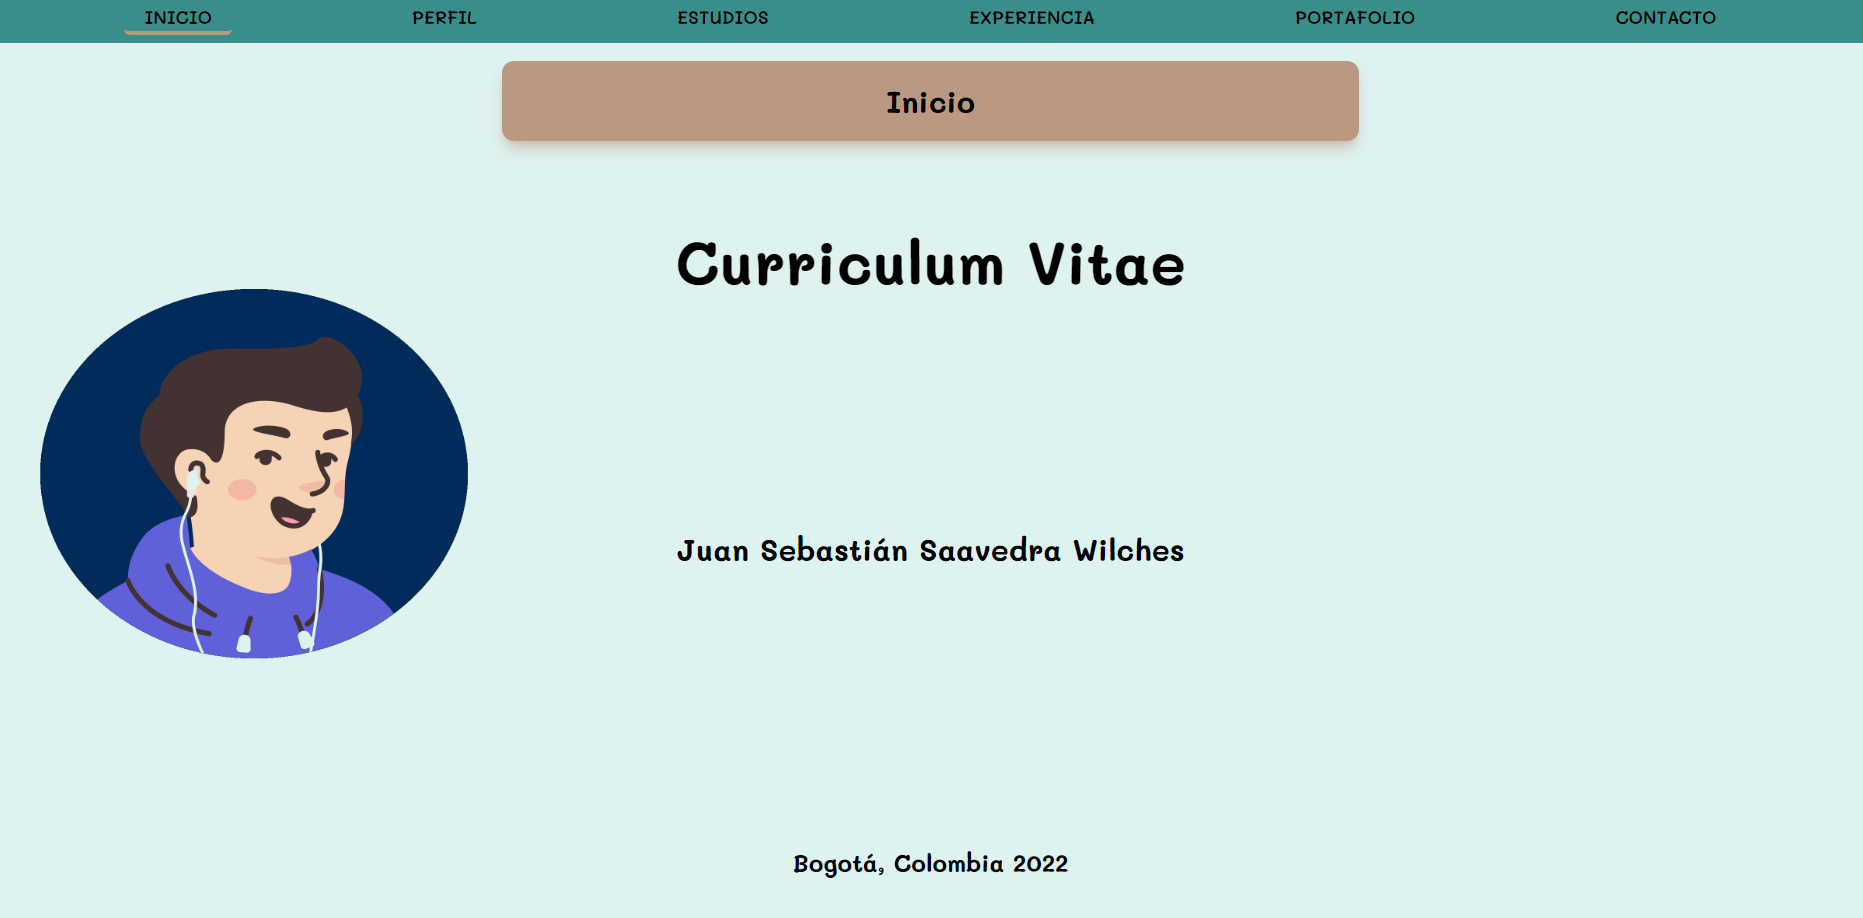 INICIO PERFIL ESTUDIOS EXPERIENCIA PORTAFOLIO CONTACTO
Inicio
Curriculum Vitae
Juan Sebastián Saavedra Wilches
Bogotá, Colombia 2022